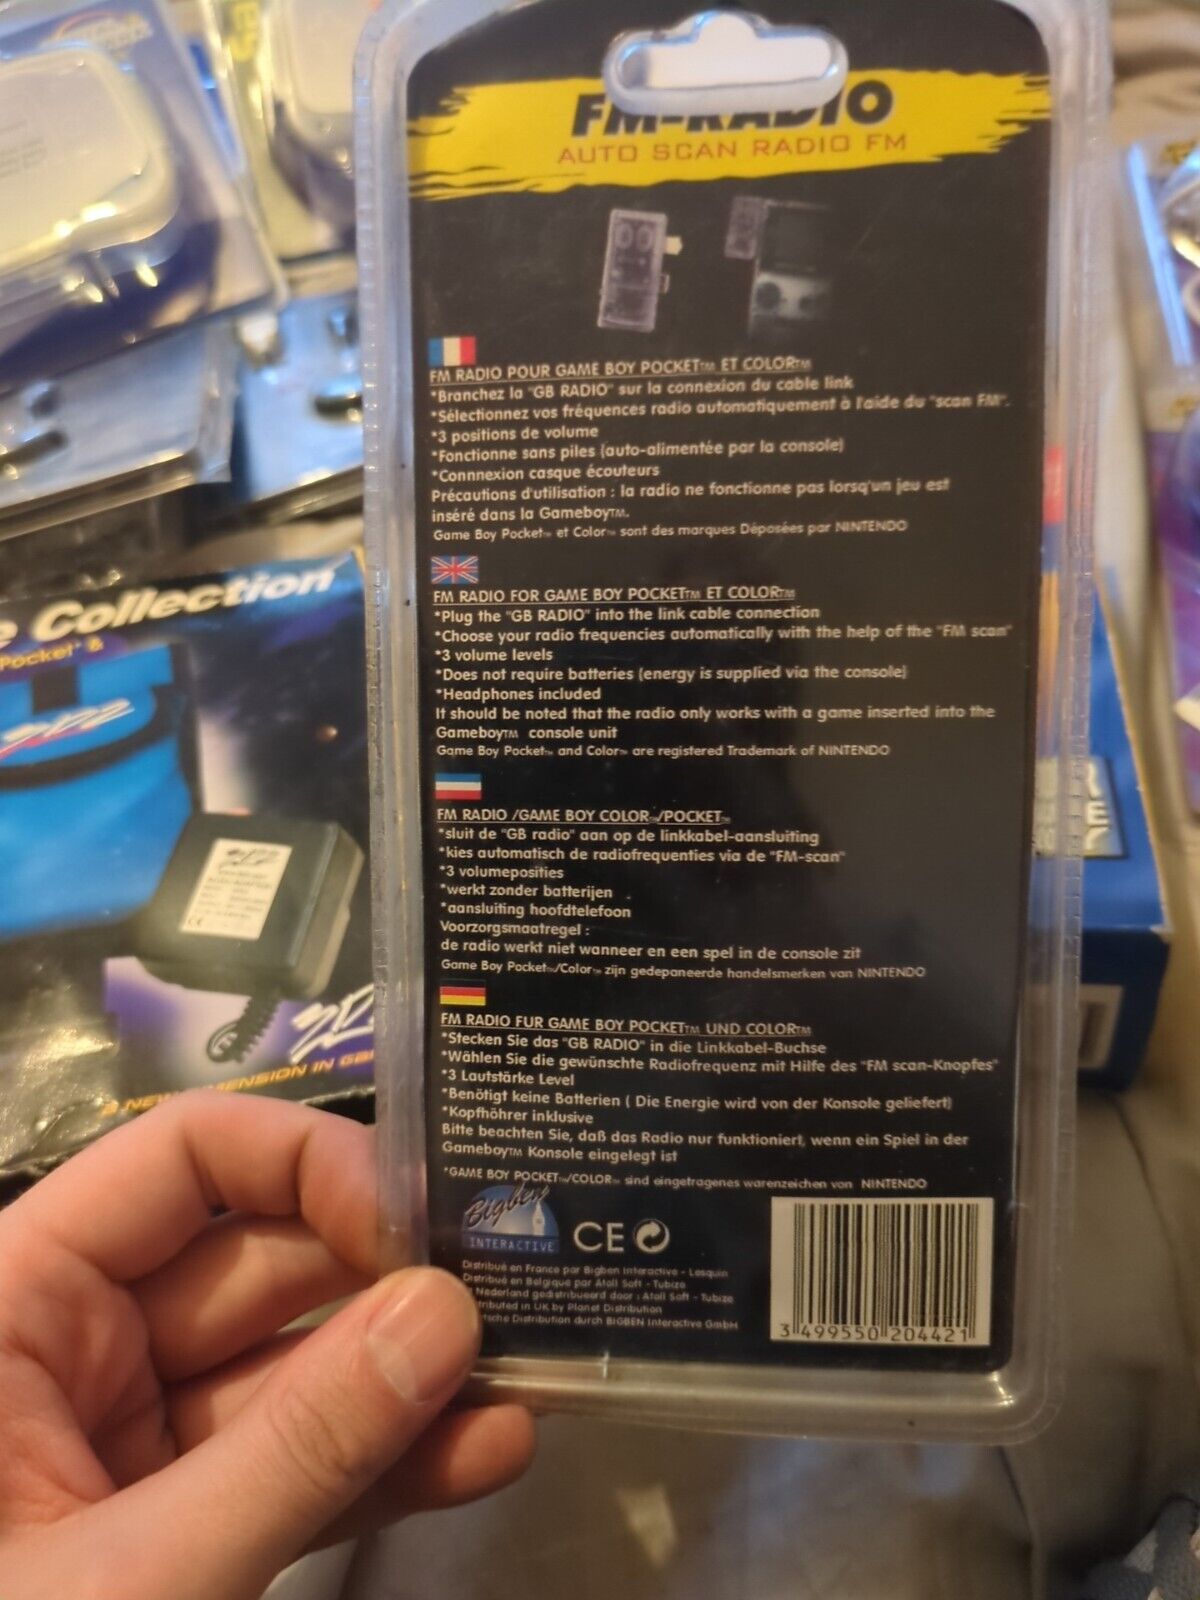 FM-RADIO
AUTO SCAN RADIO FM
FM RADIO POUR GAME BOY POCKET™ ET COLOR™
*Branchez la "GB RADIO" sur la connexion du cable link
*Sélectionnez vos fréquences radio automatiquement à l'aide du "scan FM".
*3 positions de volume
*Fonctionne sans piles (auto-alimentée par la console)
*Connnexion casque écouteurs
Précautions d'utilisation : la radio ne fonctionne pas lorsqu'un jeu est
inséré dans la Gameboy™.
Game Boy Pocket™ et Color™ sont des marques Déposées par NINTENDO
FM RADIO FOR GAME BOY POCKET™ ET COLOR™
*Plug the "GB RADIO" into the link cable connection
*Choose your radio frequencies automatically with the help of the "FM scan"
*3 volume levels
*Does not require batteries (energy is supplied via the console)
*Headphones included
It should be noted that the radio only works with a game inserted into the
Gameboy™ console unit
Game Boy Pocket™ and Color™ are registered Trademark of NINTENDO
FM RADIO /GAME BOY COLOR™/POCKET™
*sluit de "GB radio" aan op de linkkabel-aansluiting
*kies automatisch de radiofrequenties via de "FM-scan"
*3 volumeposities
*werkt zonder batterijen .
*aansluiting hoofdtelefoon
Voorzorgsmaatregel :
de radio werkt niet wanneer en een spel in de console zit
Game Boy Pocket™/Color™ zijn gedepaneerde handelsmerken van NINTENDO
FM RADIO FUR GAME BOY POCKET™ UND COLOR™
*Stecken Sie das "GB RADIO" in die Linkkabel-Buchse
*Wählen Sie die gewünschte Radiofrequenz mit Hilfe des "FM scan-Knopfes"
*3 Lautstärke Level
*Benötigt keine Batterien ( Die Energie wird von der Konsole geliefert)
*Kopfhöhrer inklusive
Bitte beachten Sie, daß das Radio nur funktioniert, wenn ein Spiel in der
Gameboy™ Konsole eingelegt ist
*GAME BOY POCKET™/COLOR™ sind eingetragenes warenzeichen von NINTENDO
Bigben
INTERACTIVE
CE
Distribué en France par Bigben Interactive - Lesquin
Distribué en Belgique par Atoll Soft - Tubize
Nederland gedistribueerd door : Atoll Soft - Tubize
tributed in UK by Planet Distribution
tsche Distribution durch BIGBEN Interactive GmbH
3 499550 204421
e Collection
Pocket &